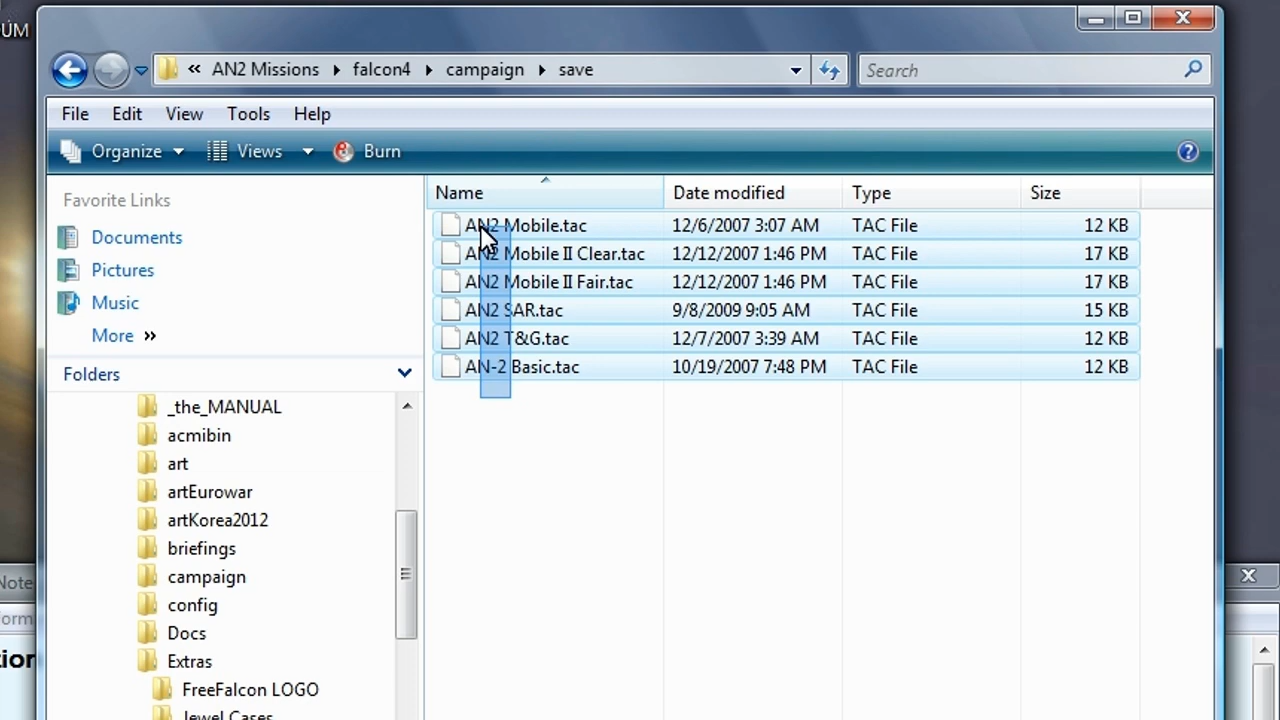 ÜM
« AN2 Missions falcon4 campaign save
Search
File Edit View Tools Help
Organize Views Burn
Favorite Links
Documents
Pictures
Music
More »
Folders
_the_MANUAL
acmibin
art
artEurowar
artKorea2012
briefings
campaign
config
Docs
Extras
FreeFalcon LOGO
Jewel Cases
Name Date modified Type Size
AN2 Mobile.tac 12/6/2007 3:07 AM TAC File 12 KB
AN2 Mobile II Clear.tac 12/12/2007 1:46 PM TAC File 17 KB
AN2 Mobile II Fair.tac 12/12/2007 1:46 PM TAC File 17 KB
AN2 SAR.tac 9/8/2009 9:05 AM TAC File 15 KB
AN2 T&G.tac 12/7/2007 3:39 AM TAC File 12 KB
AN-2 Basic.tac 10/19/2007 7:48 PM TAC File 12 KB
Note
form
tion